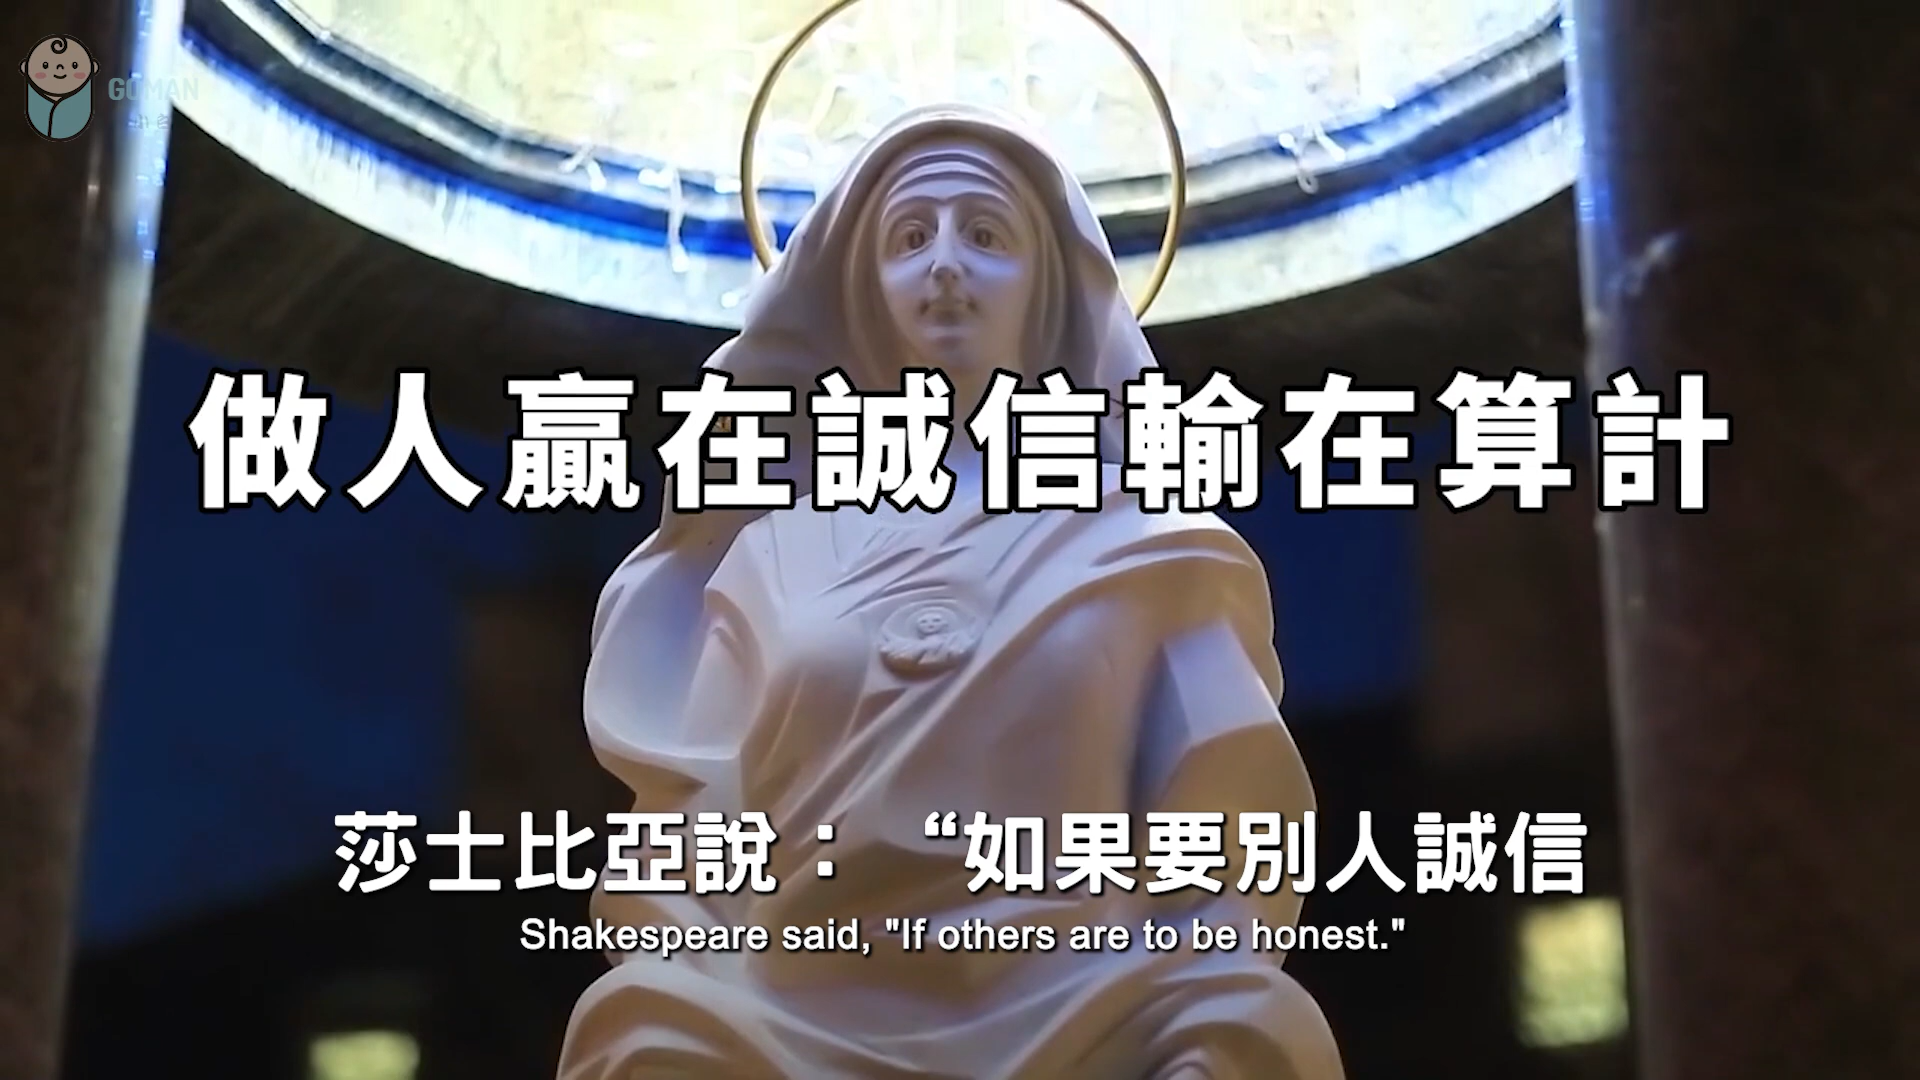 GOMAN
做人贏在誠信輸在算計
莎士比亞說：“如果要別人誠信
Shakespeare said, "If others are to be honest."